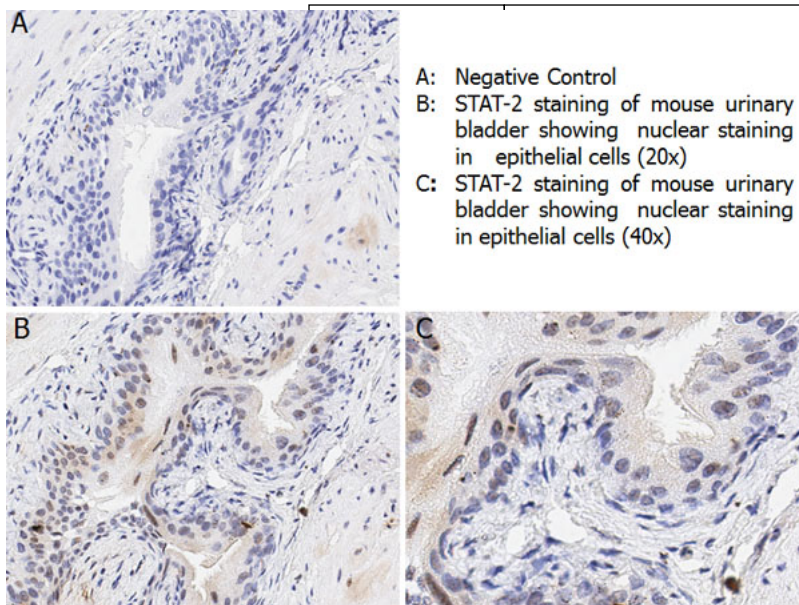 A
A: Negative Control
B: STAT-2 staining of mouse urinary
bladder showing nuclear staining
in epithelial cells (20x)
C: STAT-2 staining of mouse urinary
bladder showing nuclear staining
in epithelial cells (40x)
B
C